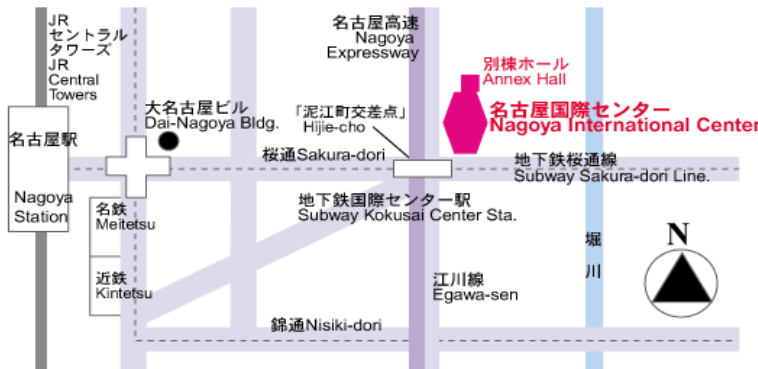 JR
セントラル
タワーズ
JR
Central
Towers
名古屋駅
Nagoya
Station
大名古屋ビル
Dai-Nagoya Bldg.
名古屋高速
Nagoya
Expressway
「泥江町交差点」
Hijie-cho
別棟ホール
Annex Hall
名古屋国際センター
Nagoya International Center
桜通Sakura-dori
地下鉄桜通線
Subway Sakura-dori Line.
地下鉄国際センター駅
Subway Kokusai Center Sta.
名鉄
Meitetsu
近鉄
Kintetsu
江川線
Egawa-sen
堀
川
N
錦通Nisiki-dori